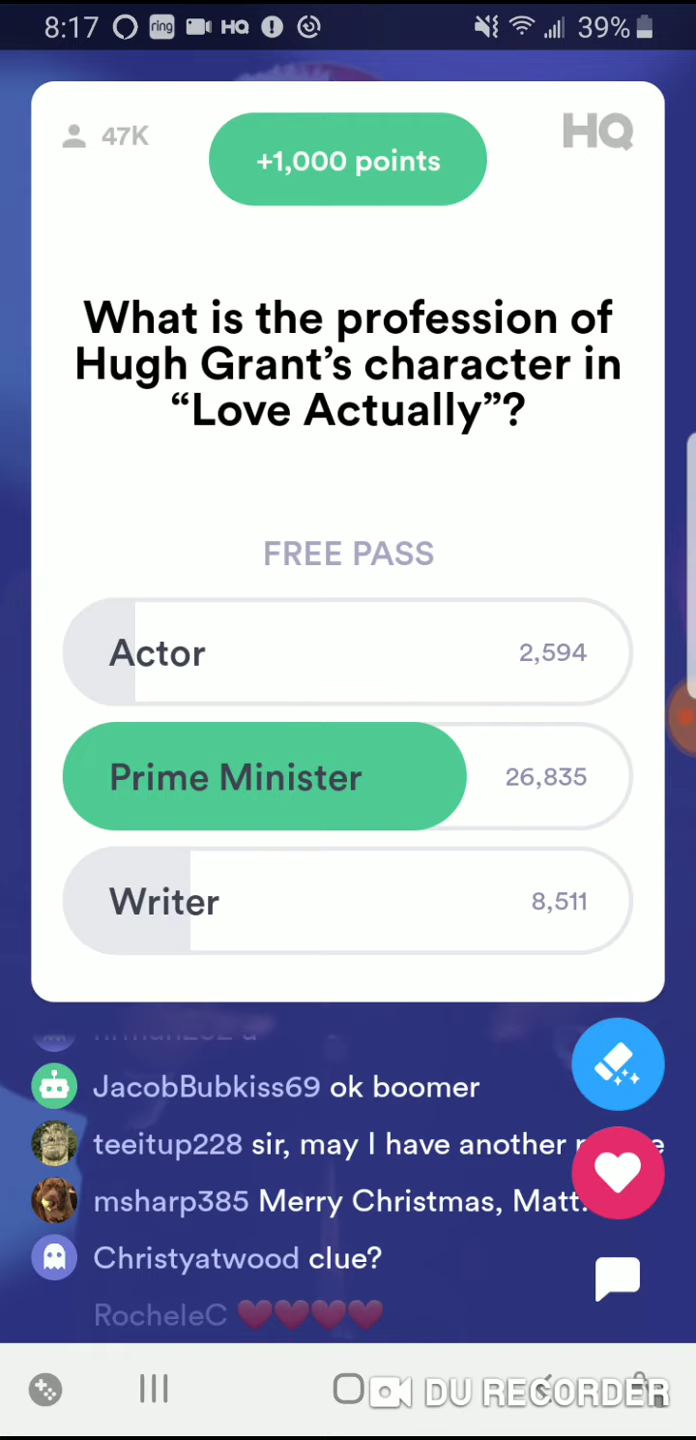 8:17 ring HQ 39%
47K
+1,000 points
HQ
What is the profession of
Hugh Grant’s character in
“Love Actually”?
FREE PASS
Actor 2,594
Prime Minister 26,835
Writer 8,511
JacobBubkiss69 ok boomer
teeitup228 sir, may I have another
msharp385 Merry Christmas, Matt.
Christyatwood clue?
RocheleC ❤️❤️❤️❤️
DU RECORDER